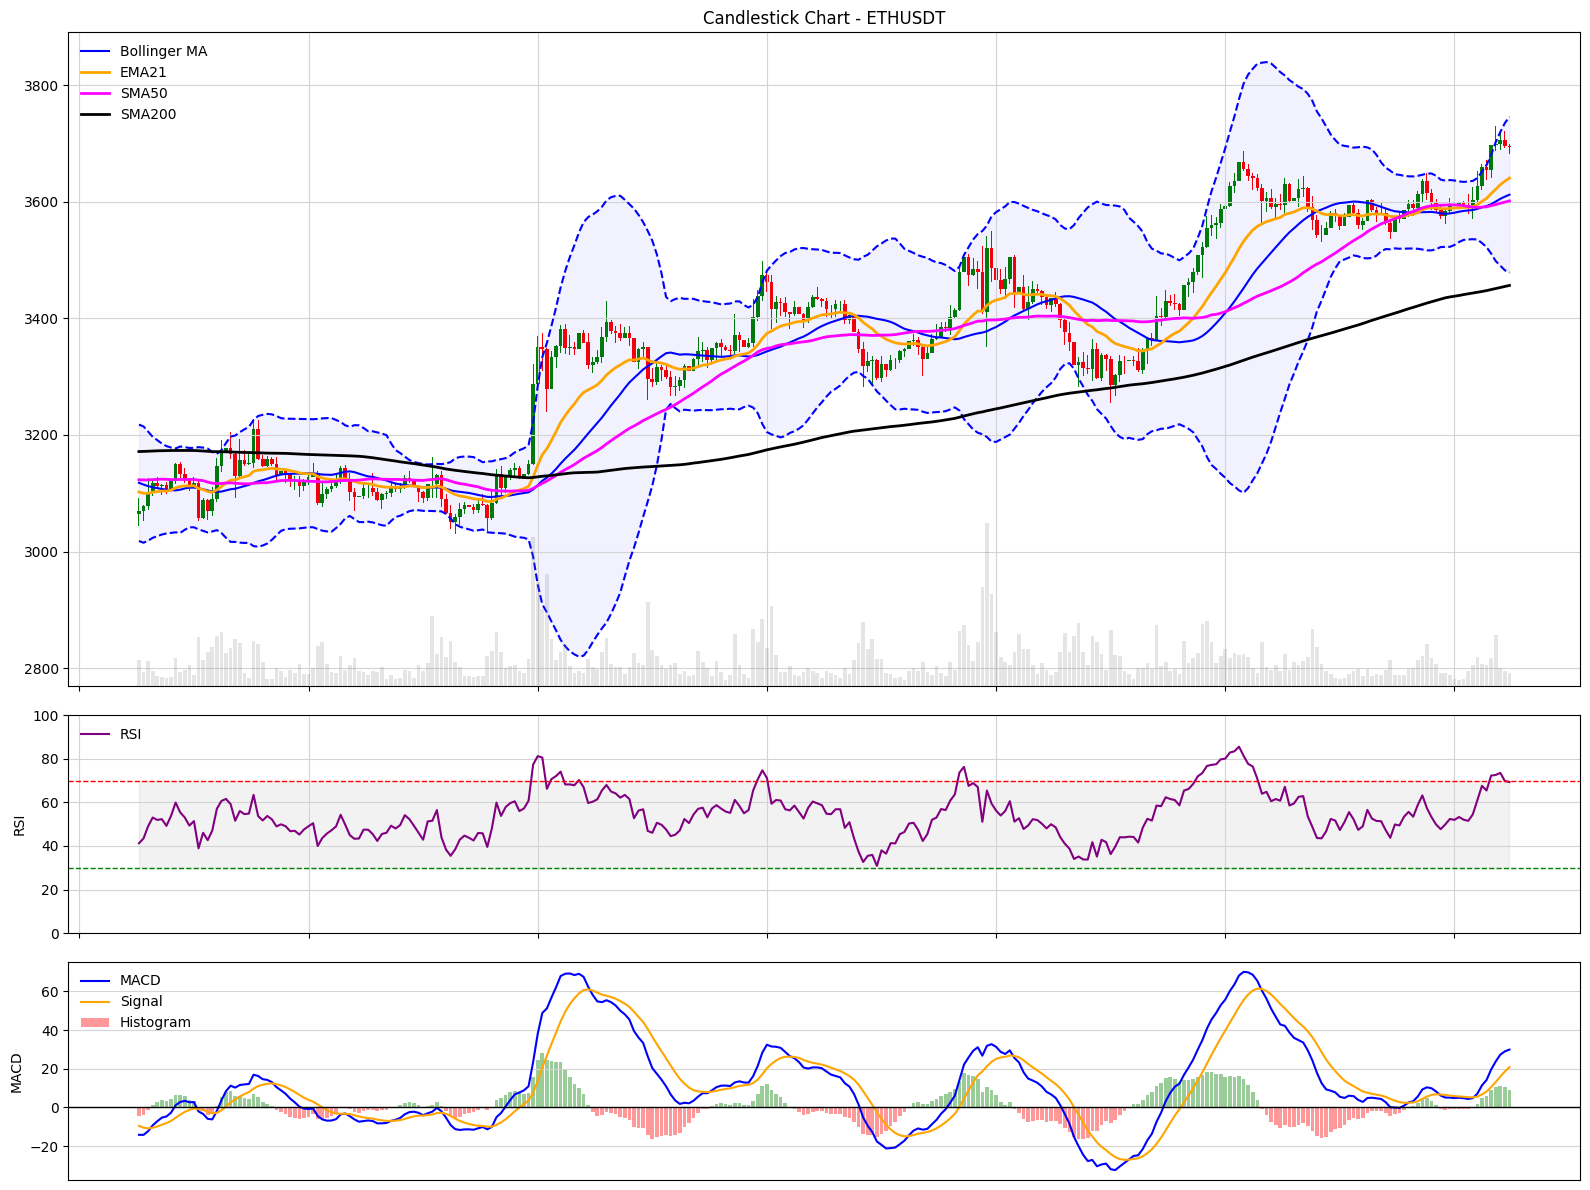 Candlestick Chart - ETHUSDT
Bollinger MA
EMA21
SMA50
SMA200
3800
3600
3400
3200
3000
2800
RSI
100
80
60
40
20
0
RSI
MACD
Signal
Histogram
60
40
20
0
−20
MACD